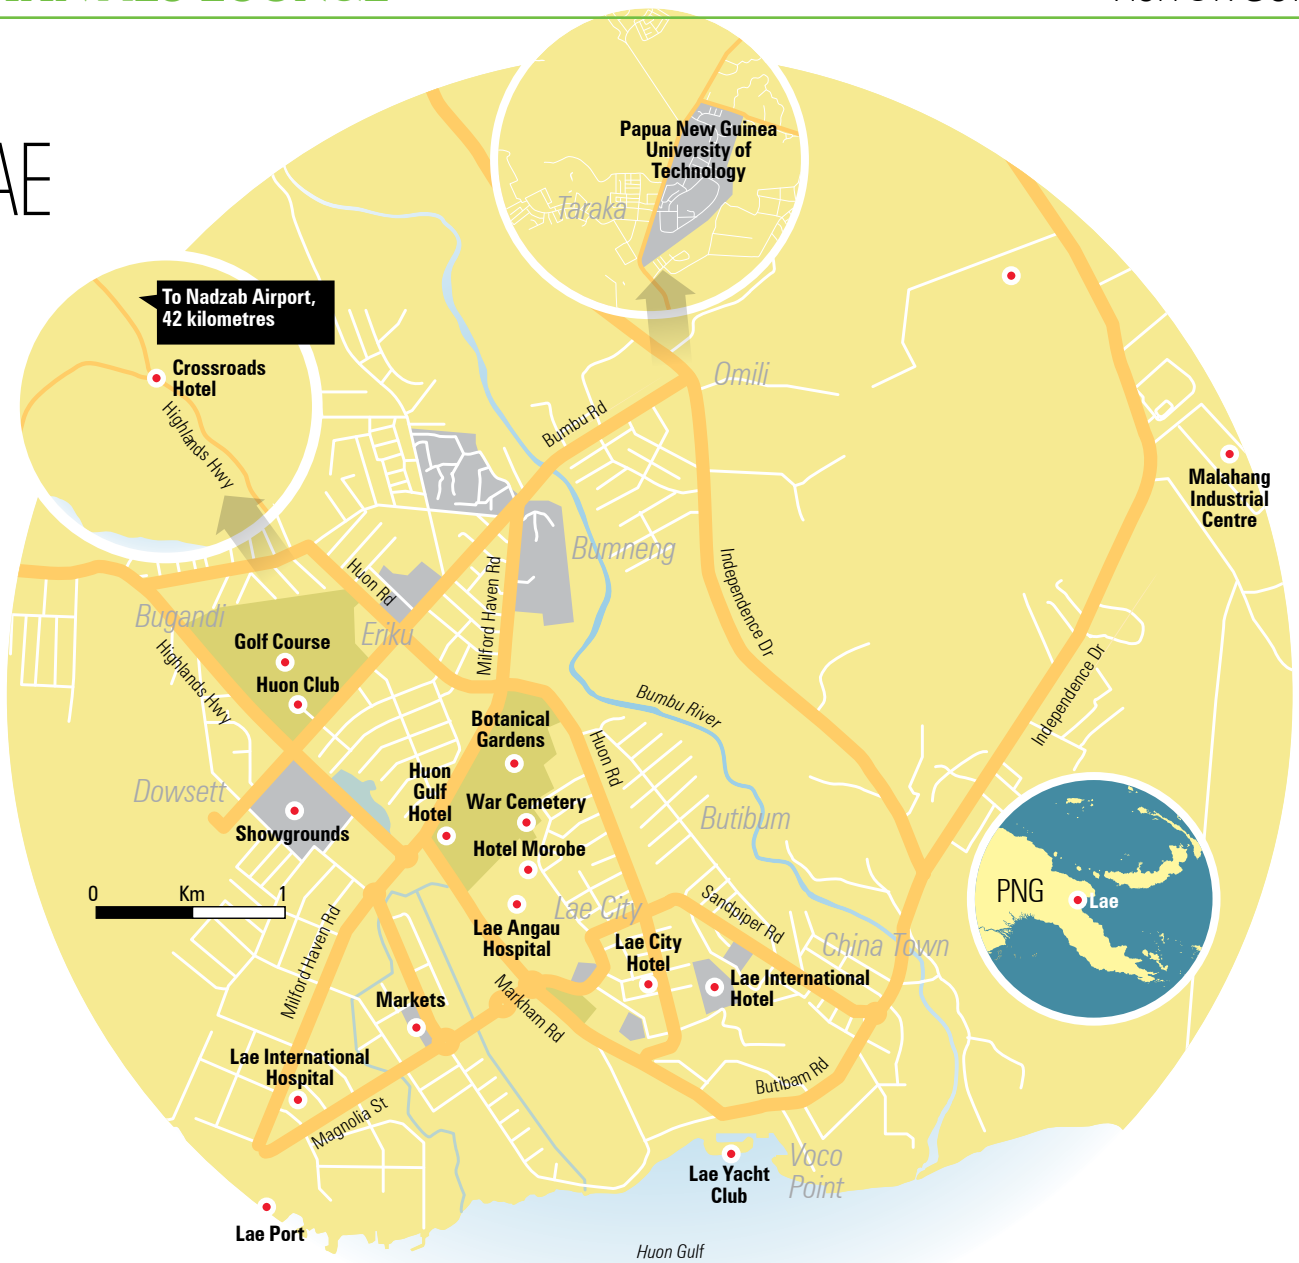 AE
Papua New Guinea
University of
Technology
Taraka
To Nadzab Airport,
42 kilometres
Crossroads
Hotel
Highlands Hwy
Omili
Bumbu Rd
Malahang
Industrial
Centre
Bumneng
Huon Rd
Milford Haven Rd
Independence Dr
Bugandi
Eriku
Golf Course
Huon Club
Highlands Hwy
Independence Dr
Bumbu River
Botanical
Gardens
Huon Rd
Huon
Gulf
Hotel
Dowsett
War Cemetery
Butibum
Showgrounds
Hotel Morobe
0 Km 1
PNG
Lae
Lae City
Sandpiper Rd
Lae Angau
Hospital
Lae City
Hotel
China Town
Milford Haven Rd
Lae International
Hotel
Markets
Markham Rd
Lae International
Hospital
Butibam Rd
Magnolia St
Voco
Point
Lae Yacht
Club
Lae Port
Huon Gulf